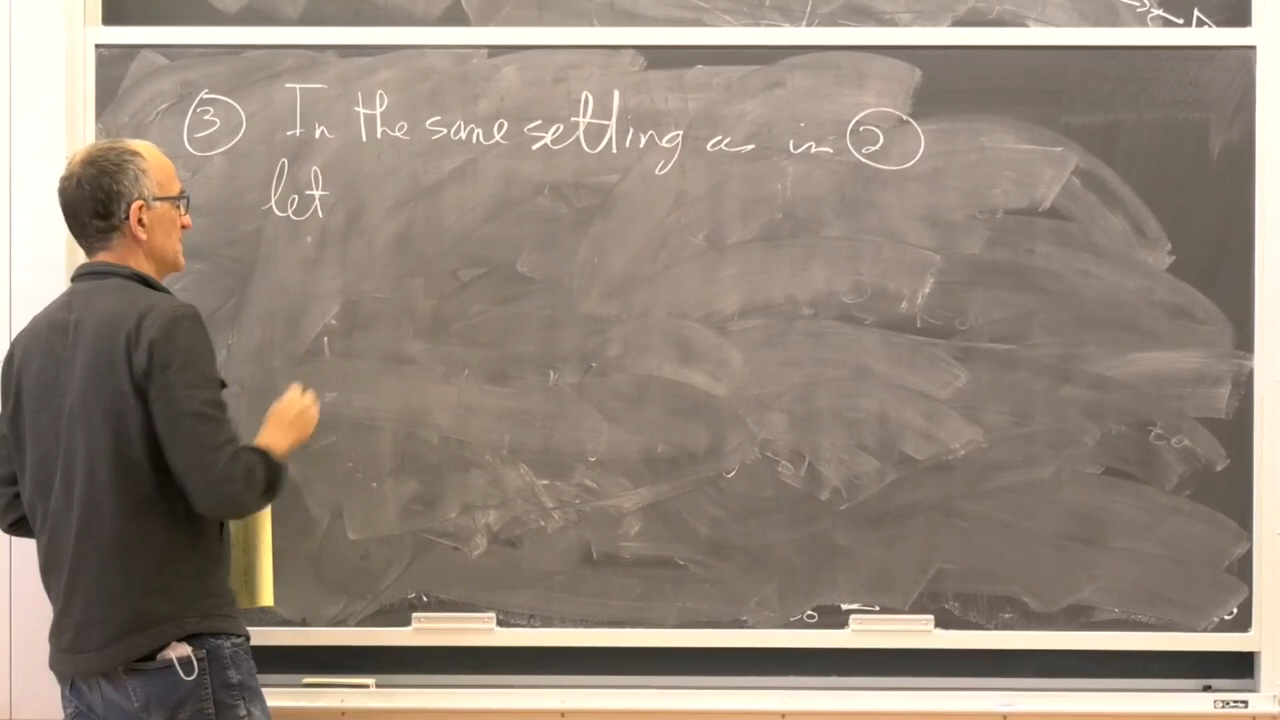 ③ In the same setting as in ②
let